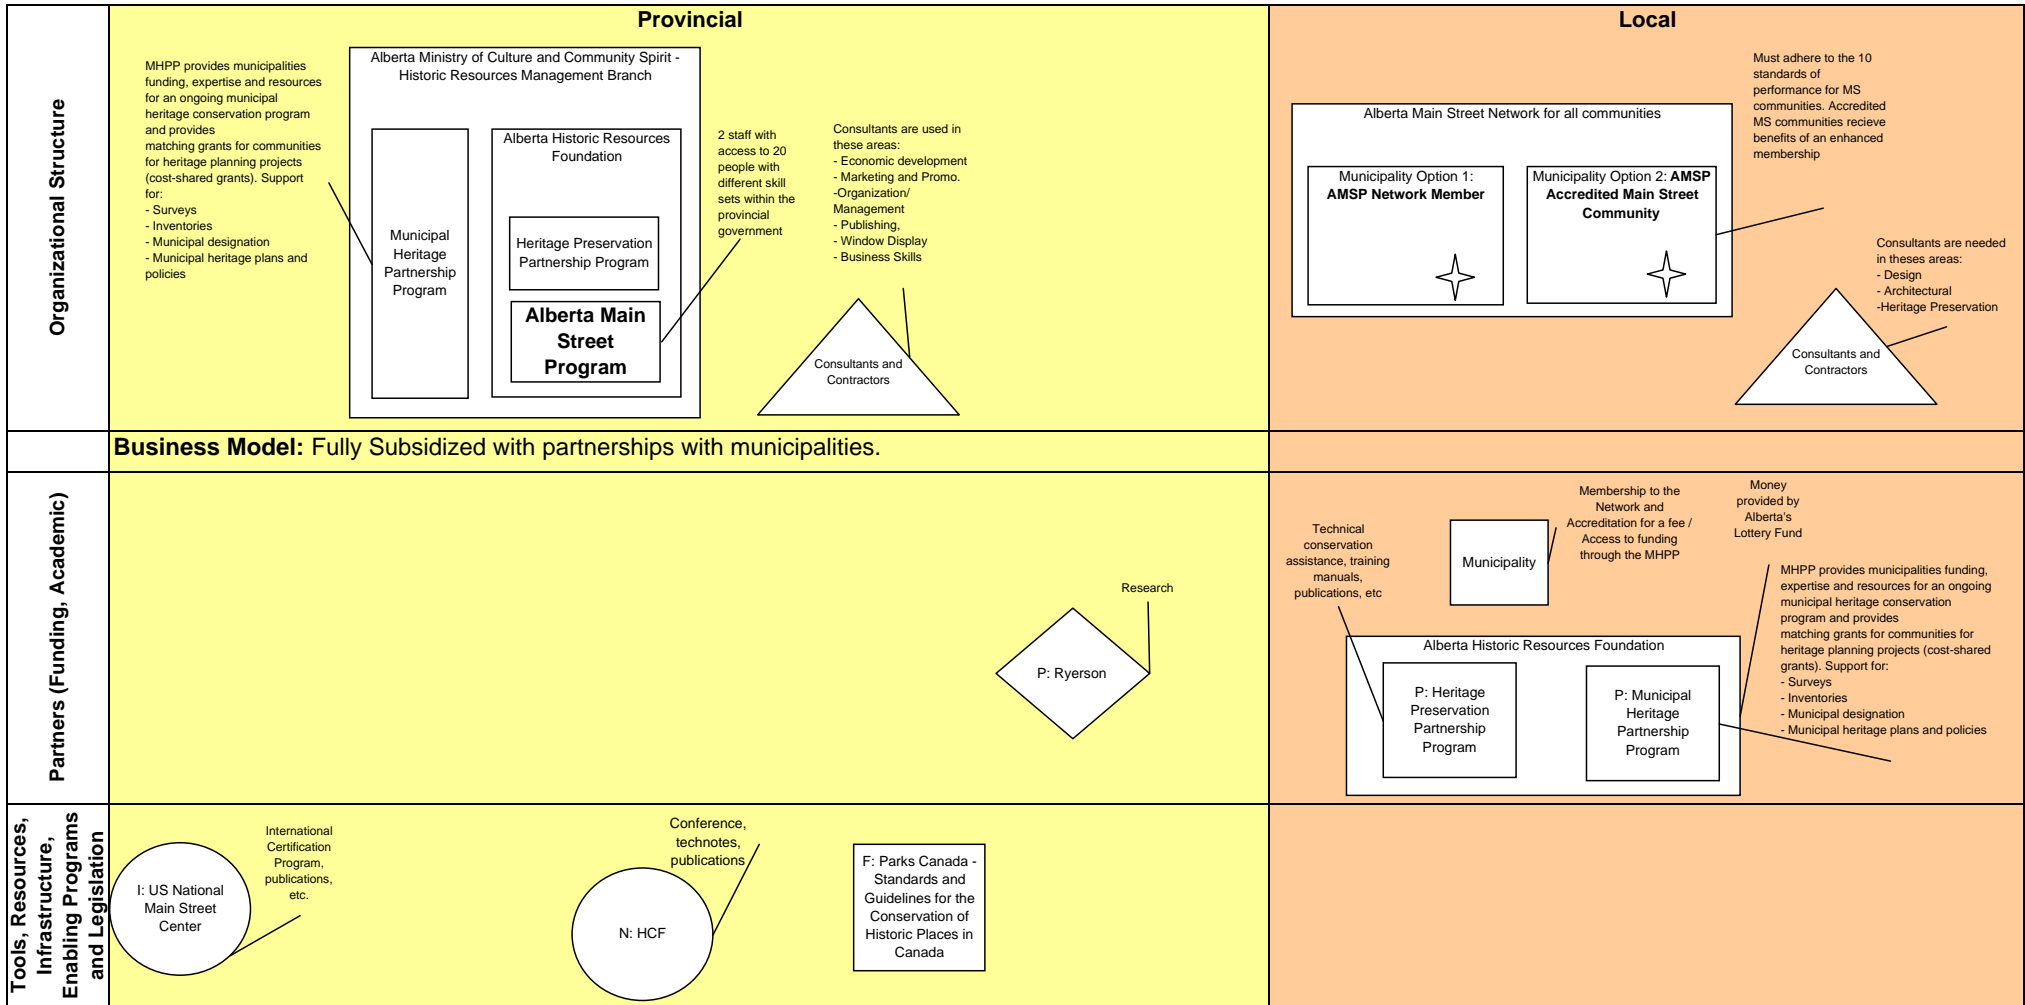 Provincial
Local
Organizational Structure
MHPP provides municipalities
funding, expertise and resources
for an ongoing municipal
heritage conservation program
and provides
matching grants for communities
for heritage planning projects
(cost-shared grants). Support
for:
- Surveys
- Inventories
- Municipal designation
- Municipal heritage plans and
policies
Alberta Ministry of Culture and Community Spirit -
Historic Resources Management Branch
Municipal
Heritage
Partnership
Program
Alberta Historic Resources
Foundation
Heritage Preservation
Partnership Program
Alberta Main
Street
Program
2 staff with
access to 20
people with
different skill
sets within the
provincial
government
Consultants are used in
these areas:
- Economic development
- Marketing and Promo.
-Organization/
Management
- Publishing,
- Window Display
- Business Skills
Consultants and
Contractors
Alberta Main Street Network for all communities
Municipality Option 1:
AMSP Network Member
Municipality Option 2: AMSP
Accredited Main Street
Community
Must adhere to the 10
standards of
performance for MS
communities. Accredited
MS communities recieve
benefits of an enhanced
membership
Consultants are needed
in theses areas:
- Design
- Architectural
-Heritage Preservation
Consultants and
Contractors
Business Model: Fully Subsidized with partnerships with municipalities.
Partners (Funding, Academic)
Research
P: Ryerson
Technical
conservation
assistance, training
manuals,
publications, etc
Municipality
Membership to the
Network and
Accreditation for a fee /
Access to funding
through the MHPP
Money
provided by
Alberta's
Lottery Fund
MHPP provides municipalities funding,
expertise and resources for an ongoing
municipal heritage conservation
program and provides
matching grants for communities for
heritage planning projects (cost-shared
grants). Support for:
- Surveys
- Inventories
- Municipal designation
- Municipal heritage plans and policies
Alberta Historic Resources Foundation
P: Heritage
Preservation
Partnership
Program
P: Municipal
Heritage
Partnership
Program
Tools, Resources,
Infrastructure,
Enabling Programs
and Legislation
I: US National
Main Street
Center
International
Certification
Program,
publications,
etc.
Conference,
technotes,
publications
N: HCF
F: Parks Canada -
Standards and
Guidelines for the
Conservation of
Historic Places in
Canada